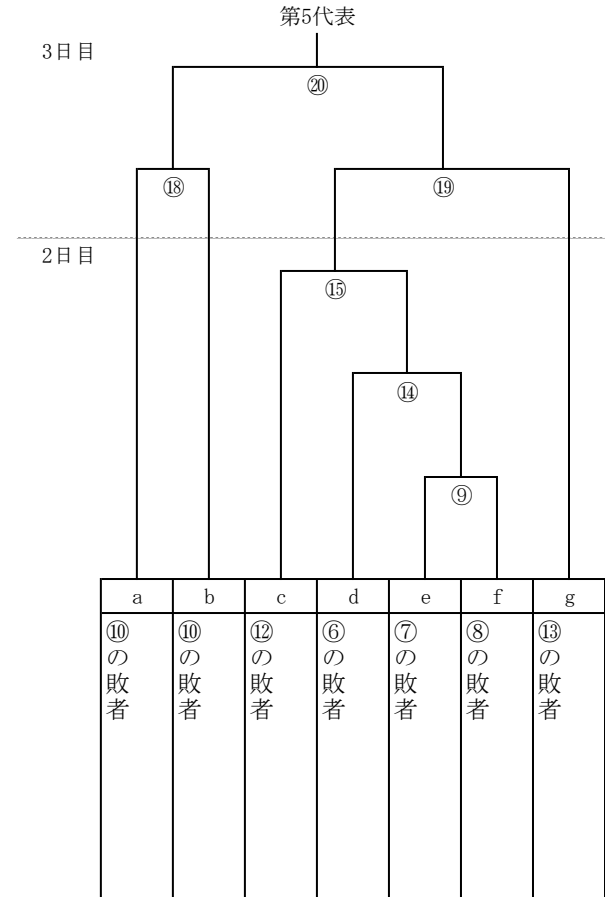 第5代表
3日目
⑳
⑱
⑲
2日目
⑮
⑭
⑨
a b c d e f g
⑩の敗者
⑩の敗者
⑫の敗者
⑥の敗者
⑦の敗者
⑧の敗者
⑬の敗者